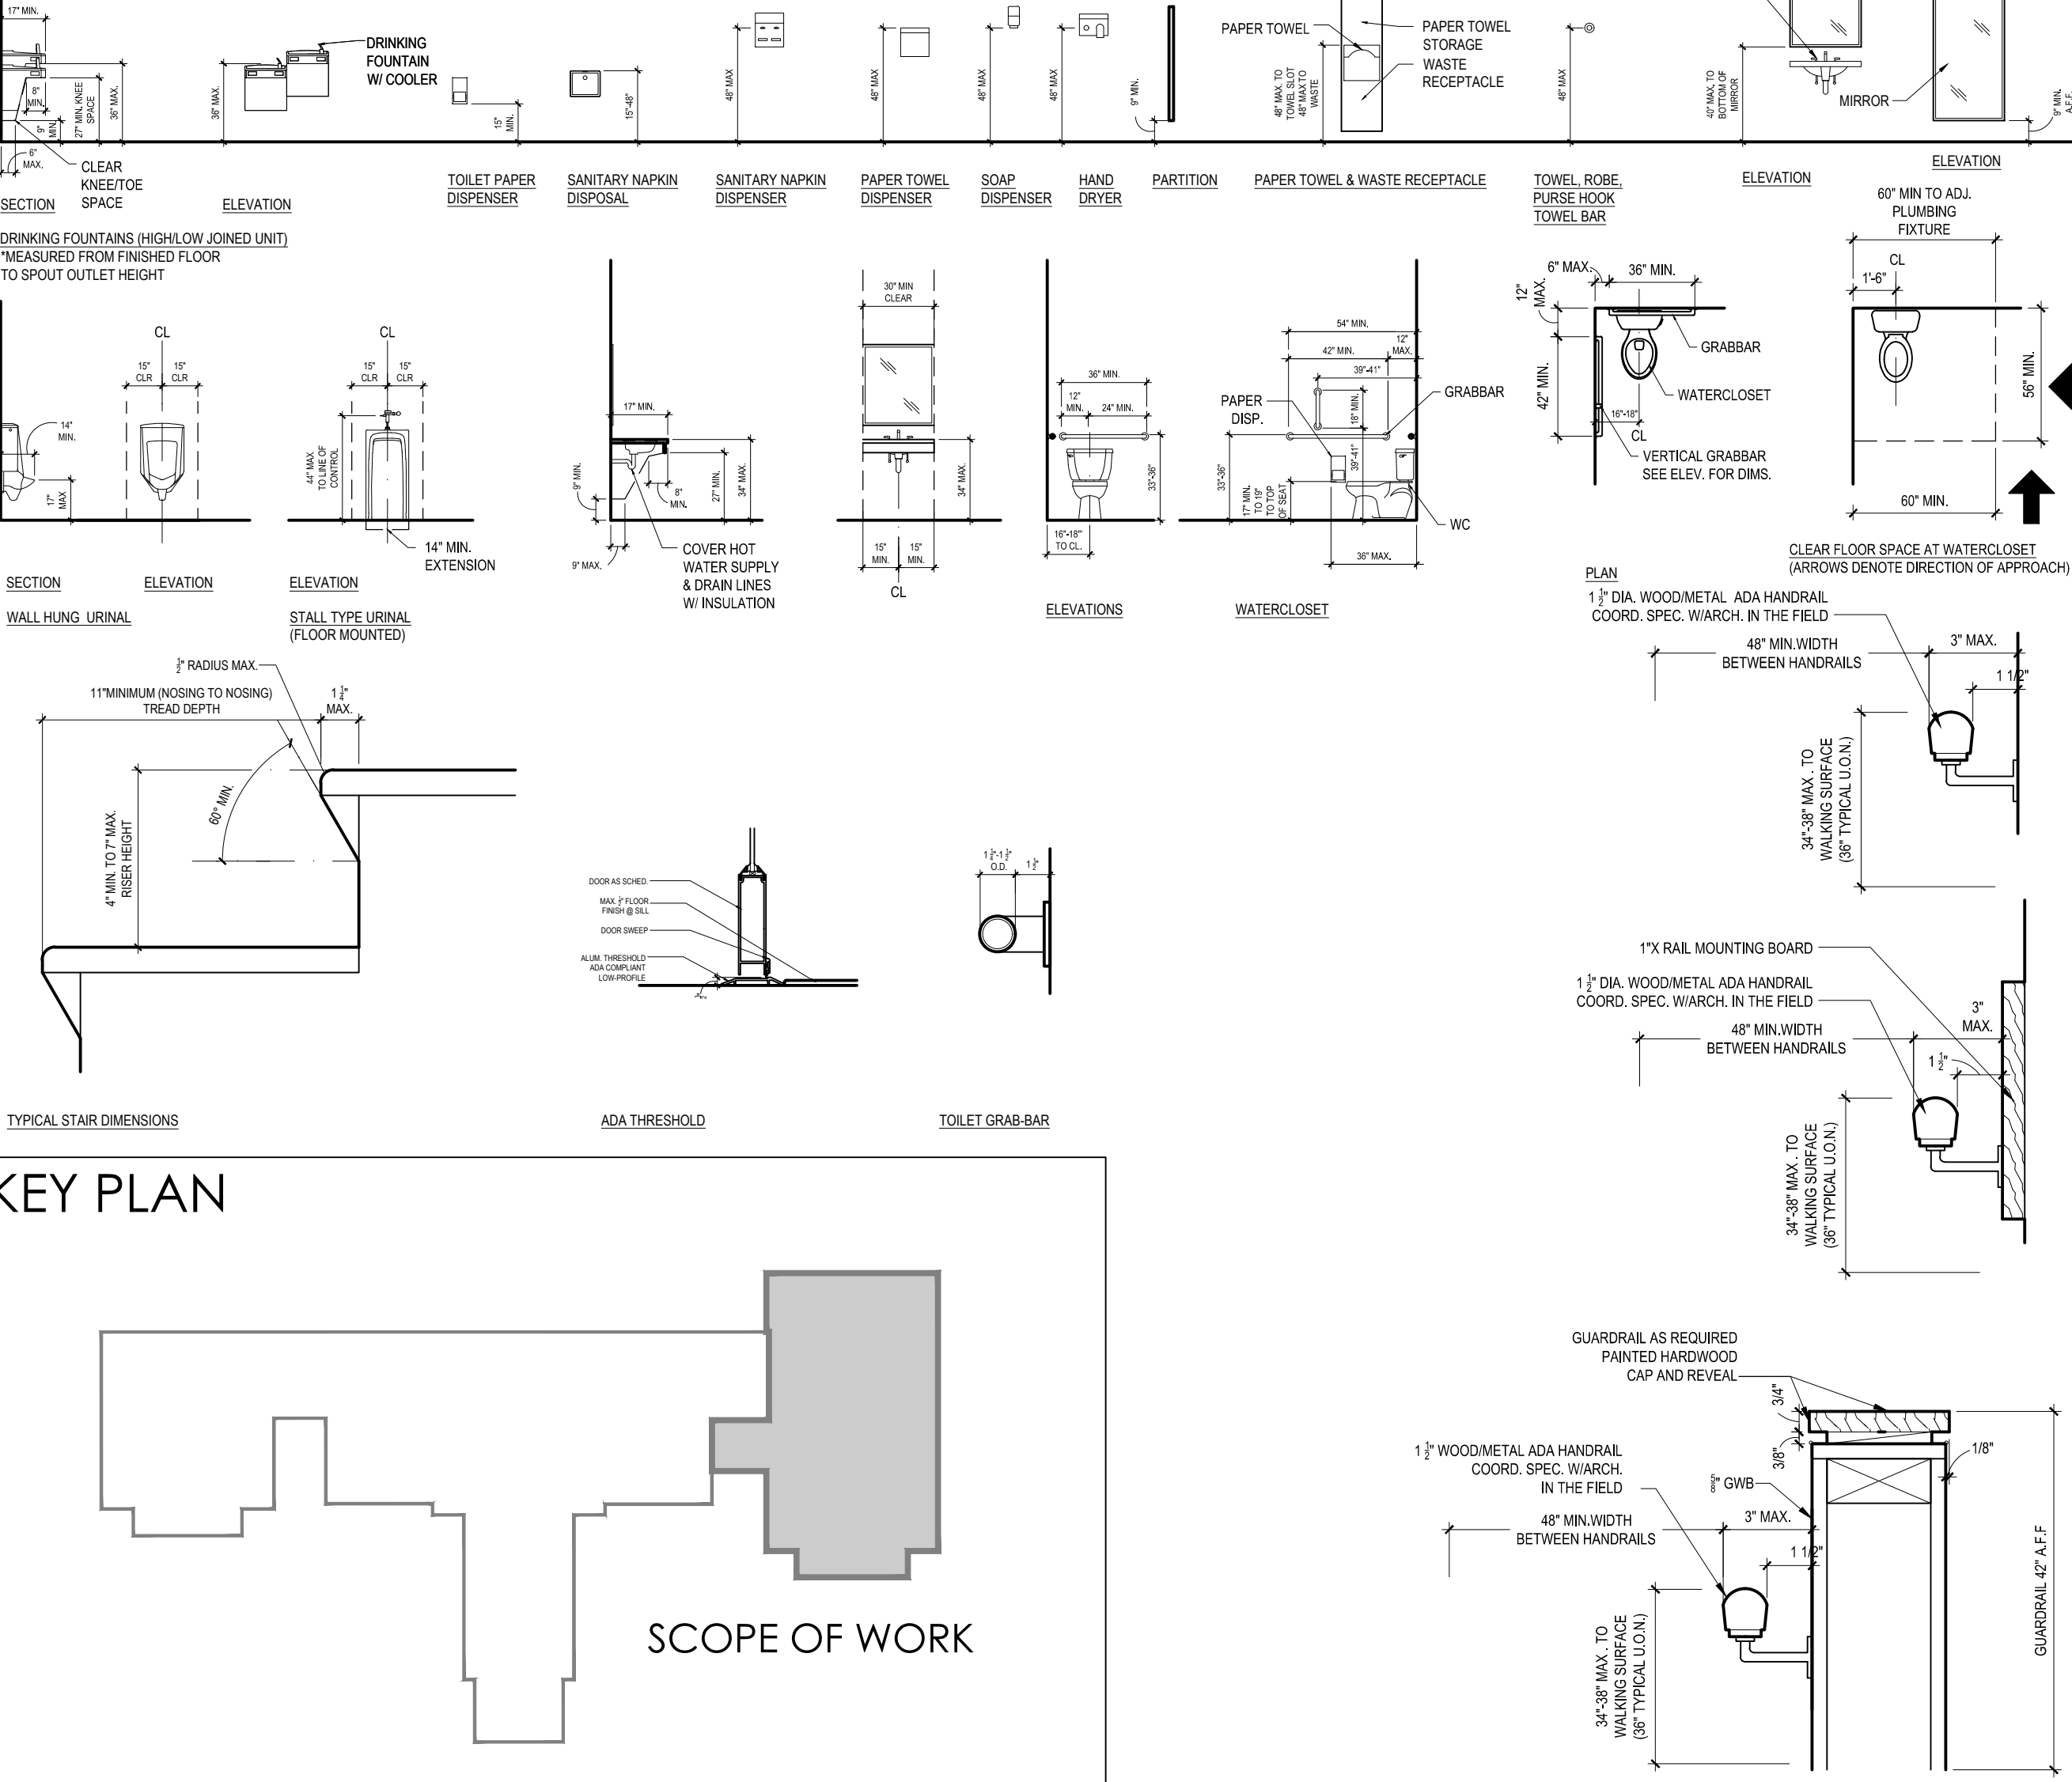 17" MIN.
8"
MIN.
9"
MIN.
27" MIN. KNEE
SPACE
36" MAX.
6"
MAX.
CLEAR
KNEE/TOE
SPACE
SECTION
36" MAX.
DRINKING
FOUNTAIN
W/ COOLER
ELEVATION
DRINKING FOUNTAINS (HIGH/LOW JOINED UNIT)
*MEASURED FROM FINISHED FLOOR
TO SPOUT OUTLET HEIGHT
15"
MIN.
TOILET PAPER
DISPENSER
15"-48"
SANITARY NAPKIN
DISPOSAL
48" MAX
SANITARY NAPKIN
DISPENSER
48" MAX
PAPER TOWEL
DISPENSER
48" MAX
SOAP
DISPENSER
48" MAX
HAND
DRYER
9" MIN.
PARTITION
PAPER TOWEL
PAPER TOWEL
STORAGE
WASTE
RECEPTACLE
48" MAX. TO
TOWEL SLOT
48" MAX TO
WASTE
PAPER TOWEL & WASTE RECEPTACLE
48" MAX
TOWEL, ROBE,
PURSE HOOK
TOWEL BAR
40" MAX. TO
BOTTOM OF
MIRROR
ELEVATION
MIRROR
9" MIN.
A.F.F.
ELEVATION
14"
MIN.
17"
MAX
SECTION
CL
15"
CLR
15"
CLR
ELEVATION
WALL HUNG URINAL
CL
15"
CLR
15"
CLR
44" MAX
TO LINE OF
CONTROL
14" MIN.
EXTENSION
ELEVATION
STALL TYPE URINAL
(FLOOR MOUNTED)
17" MIN.
9" MIN.
8"
MIN.
27" MIN.
34" MAX.
9" MAX.
COVER HOT
WATER SUPPLY
& DRAIN LINES
W/ INSULATION
30" MIN
CLEAR
34" MAX.
15"
MIN.
15"
MIN.
CL
36" MIN.
12"
MIN.
24" MIN.
33"-36"
16"-18"
TO CL.
ELEVATIONS
54" MIN.
42" MIN.
12"
MAX.
39"-41"
18" MIN.
39"-41"
PAPER
DISP.
GRABBAR
33"-36"
17" MIN.
TO 19"
TO TOP
OF SEAT
WC
36" MAX.
WATERCLOSET
6" MAX.
36" MIN.
12"
MAX.
42" MIN.
16"-18"
CL
GRABBAR
WATERCLOSET
VERTICAL GRABBAR
SEE ELEV. FOR DIMS.
PLAN
60" MIN TO ADJ.
PLUMBING
FIXTURE
CL
1'-6"
56" MIN.
60" MIN.
CLEAR FLOOR SPACE AT WATERCLOSET
(ARROWS DENOTE DIRECTION OF APPROACH)
1/2" RADIUS MAX.
11"MINIMUM (NOSING TO NOSING)
TREAD DEPTH
1 1/4"
MAX.
60° MIN.
4" MIN. TO 7" MAX.
RISER HEIGHT
TYPICAL STAIR DIMENSIONS
DOOR AS SCHED.
MAX. 1/2" FLOOR
FINISH @ SILL
DOOR SWEEP
ALUM. THRESHOLD
ADA COMPLIANT
LOW-PROFILE
ADA THRESHOLD
1 1/4"-1 1/2"
O.D.
1 1/2"
TOILET GRAB-BAR
1 1/2" DIA. WOOD/METAL ADA HANDRAIL
COORD. SPEC. W/ARCH. IN THE FIELD
48" MIN.WIDTH
BETWEEN HANDRAILS
3" MAX.
1 1/2"
34"-38" MAX . TO
WALKING SURFACE
(36" TYPICAL U.O.N.)
1"X RAIL MOUNTING BOARD
1 1/2" DIA. WOOD/METAL ADA HANDRAIL
COORD. SPEC. W/ARCH. IN THE FIELD
48" MIN.WIDTH
BETWEEN HANDRAILS
3"
MAX.
1 1/2"
34"-38" MAX . TO
WALKING SURFACE
(36" TYPICAL U.O.N.)
KEY PLAN
SCOPE OF WORK
GUARDRAIL AS REQUIRED
PAINTED HARDWOOD
CAP AND REVEAL
3/4"
3/8"
1/8"
1 1/2" WOOD/METAL ADA HANDRAIL
COORD. SPEC. W/ARCH.
IN THE FIELD
5/8" GWB
48" MIN.WIDTH
BETWEEN HANDRAILS
3" MAX.
1 1/2"
34"-38" MAX . TO
WALKING SURFACE
(36" TYPICAL U.O.N.)
GUARDRAIL 42" A.F.F